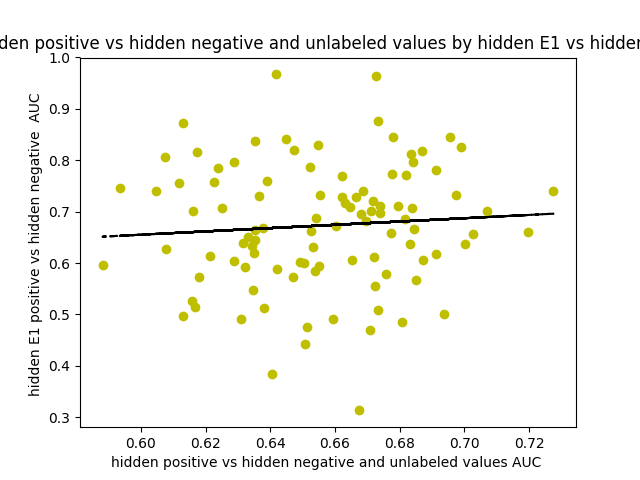 den positive vs hidden negative and unlabeled values by hidden E1 vs hidden
1.0
0.9
0.8
0.7
0.6
0.5
0.4
0.3
hidden E1 positive vs hidden negative  AUC
0.60 0.62 0.64 0.66 0.68 0.70 0.72
hidden positive vs hidden negative and unlabeled values AUC